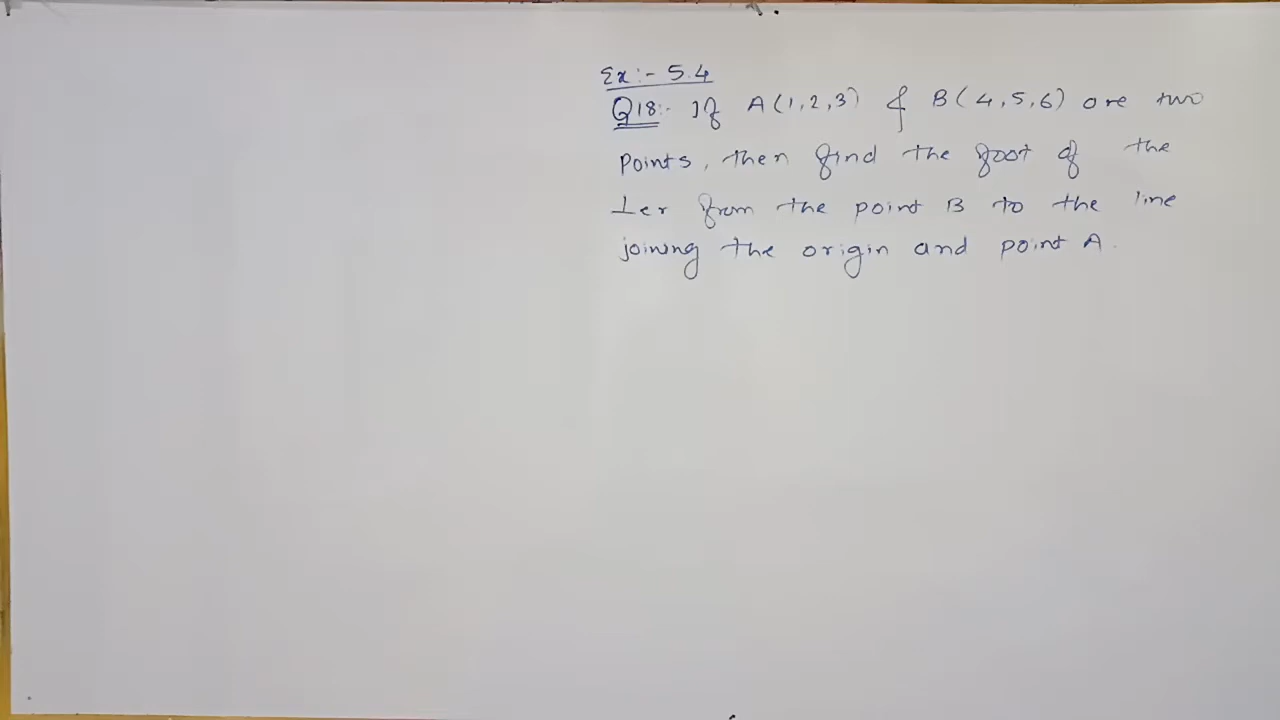 Ex:- 5.4
Q18:- If A(1,2,3) & B(4,5,6) are two
points, then find the foot of the
⊥er from the point B to the line
joining the origin and point A.